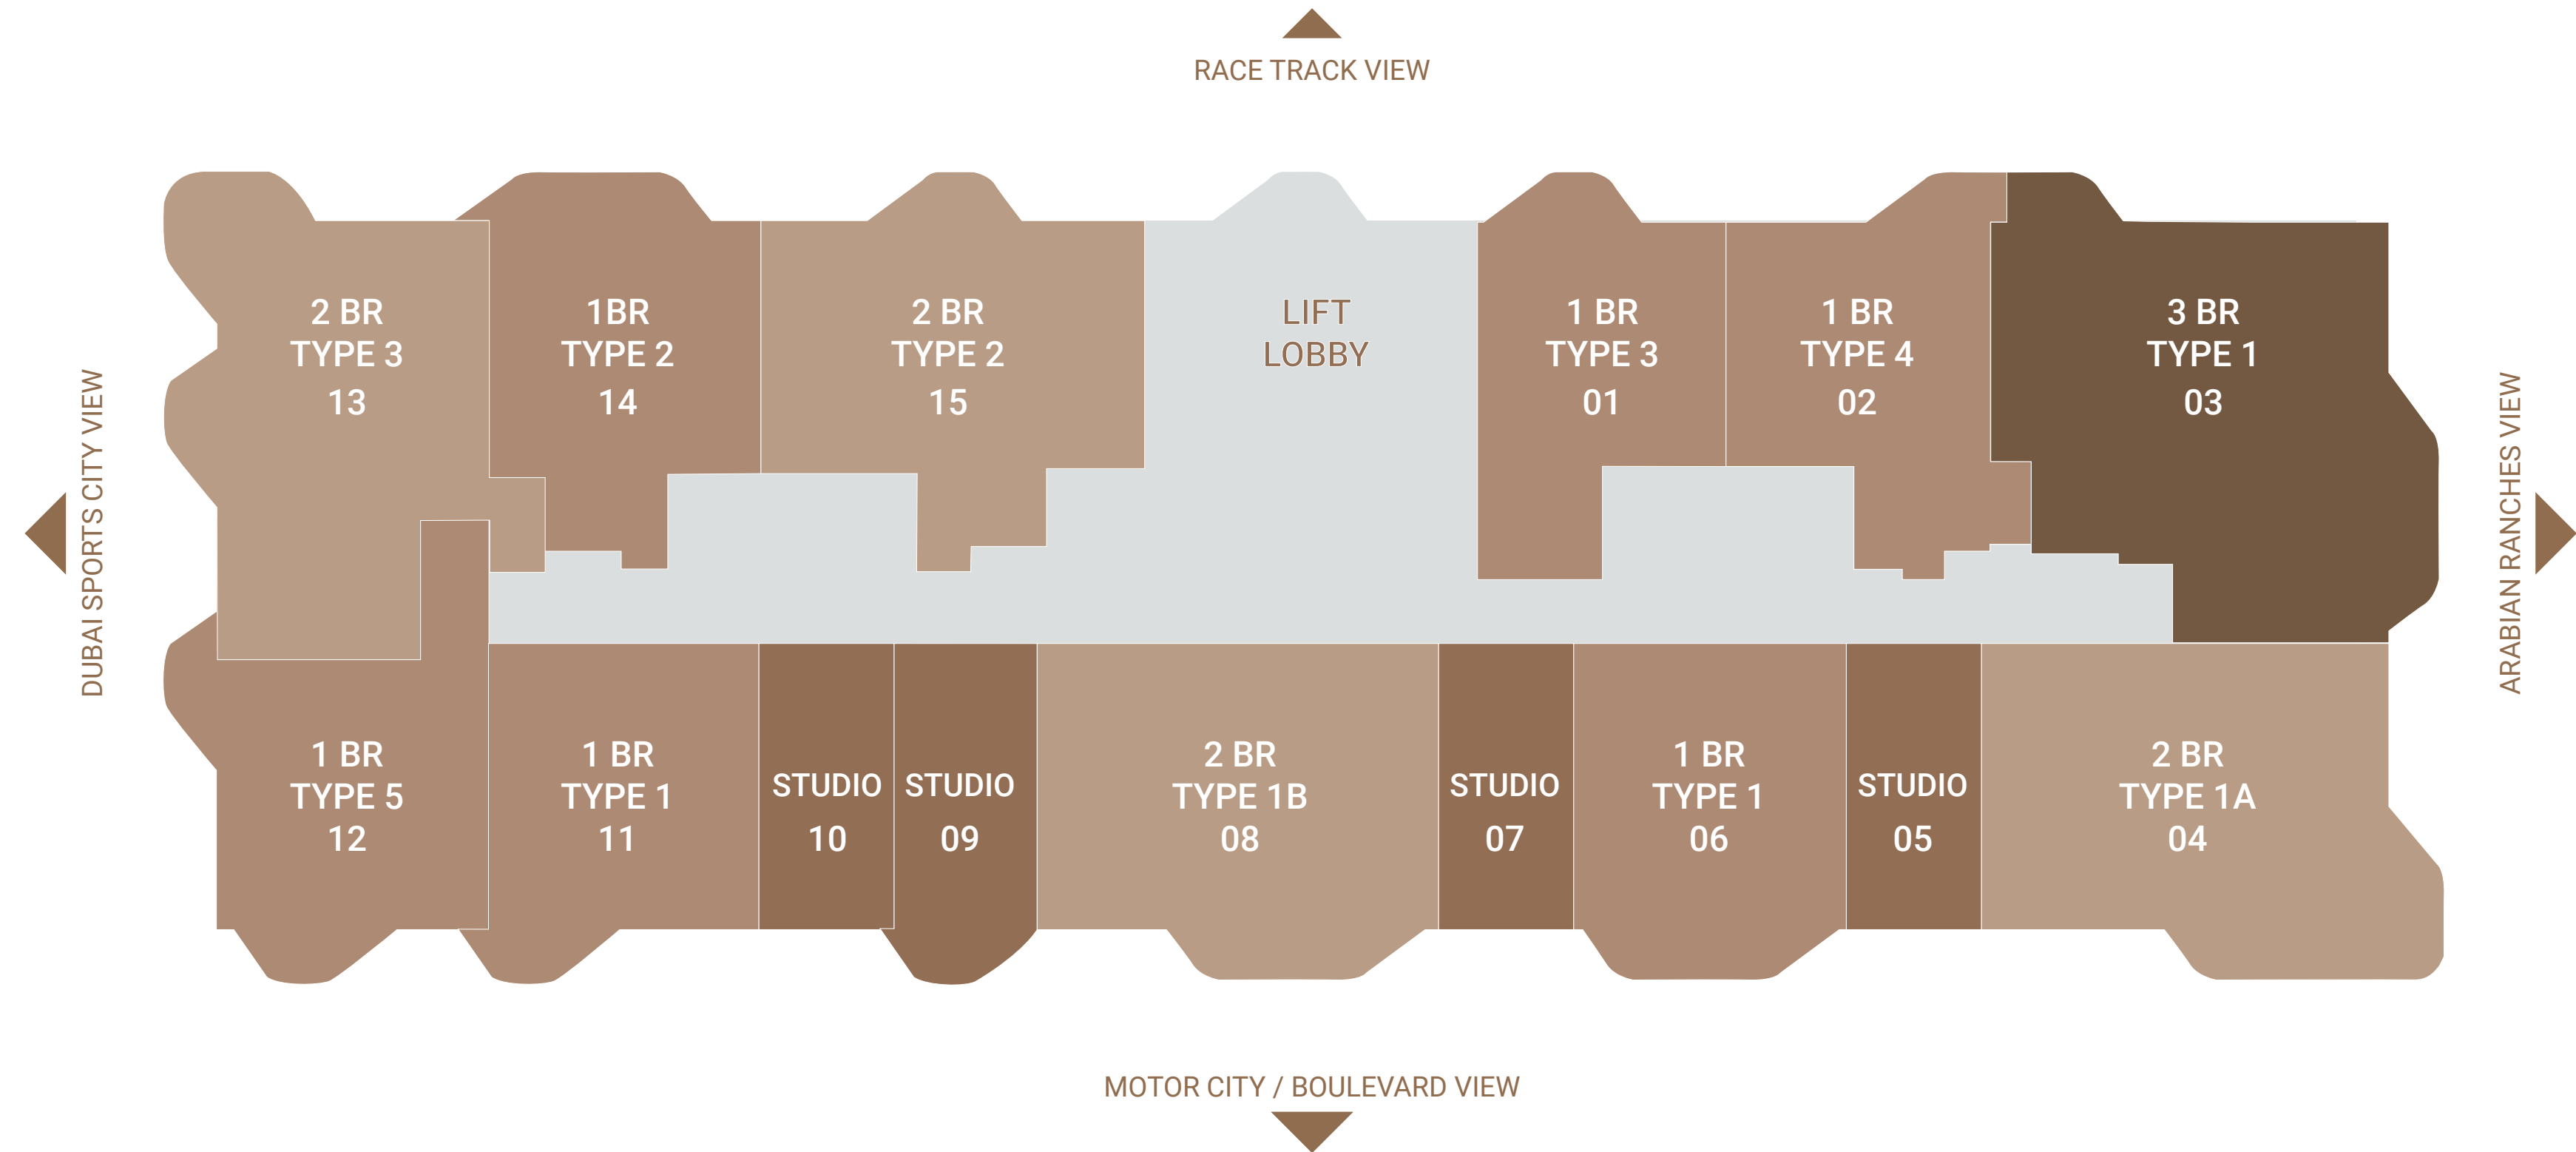 RACE TRACK VIEW
DUBAI SPORTS CITY VIEW
2 BR
TYPE 3
13
1BR
TYPE 2
14
2 BR
TYPE 2
15
LIFT
LOBBY
1 BR
TYPE 3
01
1 BR
TYPE 4
02
3 BR
TYPE 1
03
ARABIAN RANCHES VIEW
1 BR
TYPE 5
12
1 BR
TYPE 1
11
STUDIO
10
STUDIO
09
2 BR
TYPE 1B
08
STUDIO
07
1 BR
TYPE 1
06
STUDIO
05
2 BR
TYPE 1A
04
MOTOR CITY / BOULEVARD VIEW